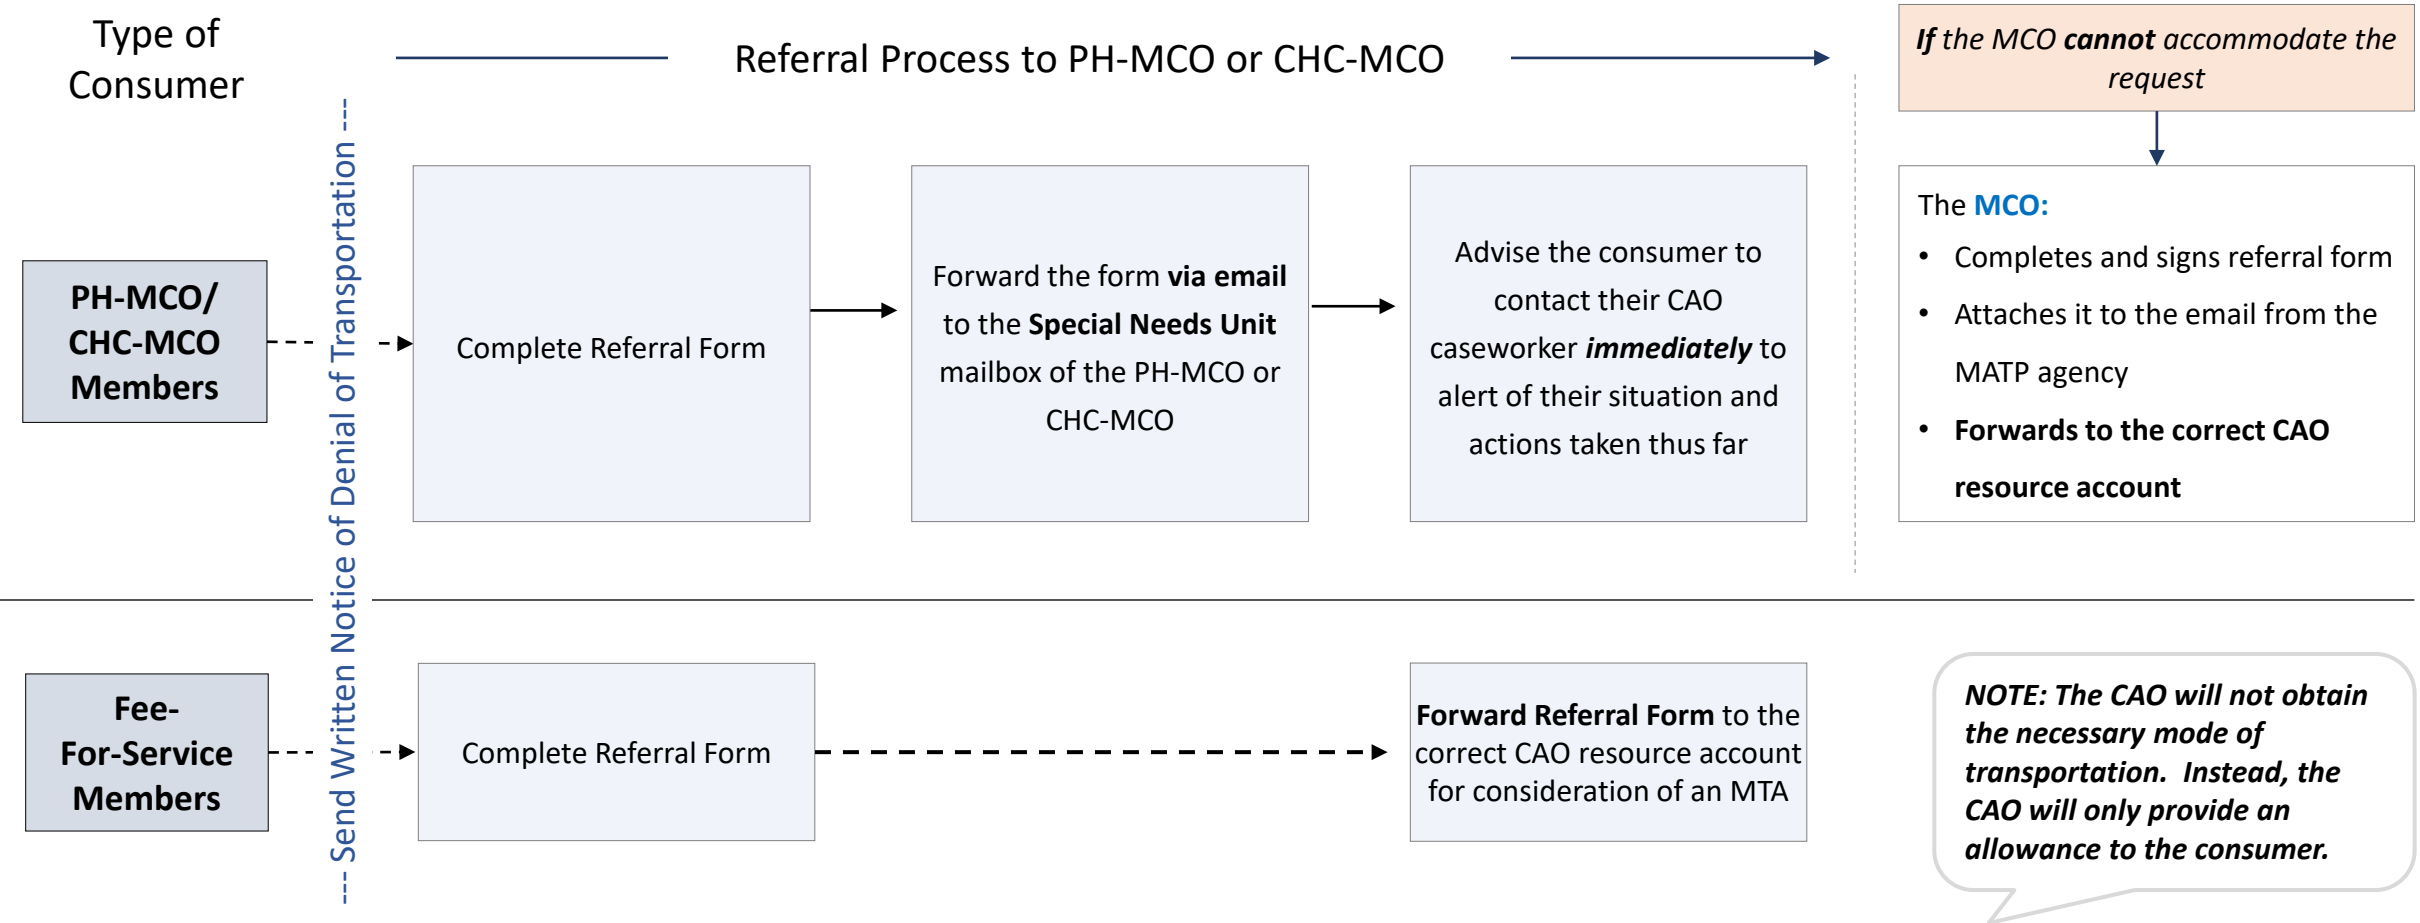 Type of
Consumer
Referral Process to PH-MCO or CHC-MCO
If the MCO cannot accommodate the
request
--- Send Written Notice of Denial of Transportation ---
PH-MCO/
CHC-MCO
Members
Complete Referral Form
Forward the form via email
to the Special Needs Unit
mailbox of the PH-MCO or
CHC-MCO
Advise the consumer to
contact their CAO
caseworker immediately to
alert of their situation and
actions taken thus far
The MCO:
• Completes and signs referral form
• Attaches it to the email from the
MATP agency
• Forwards to the correct CAO
resource account
Fee-
For-Service
Members
Complete Referral Form
Forward Referral Form to the
correct CAO resource account
for consideration of an MTA
NOTE: The CAO will not obtain
the necessary mode of
transportation.  Instead, the
CAO will only provide an
allowance to the consumer.